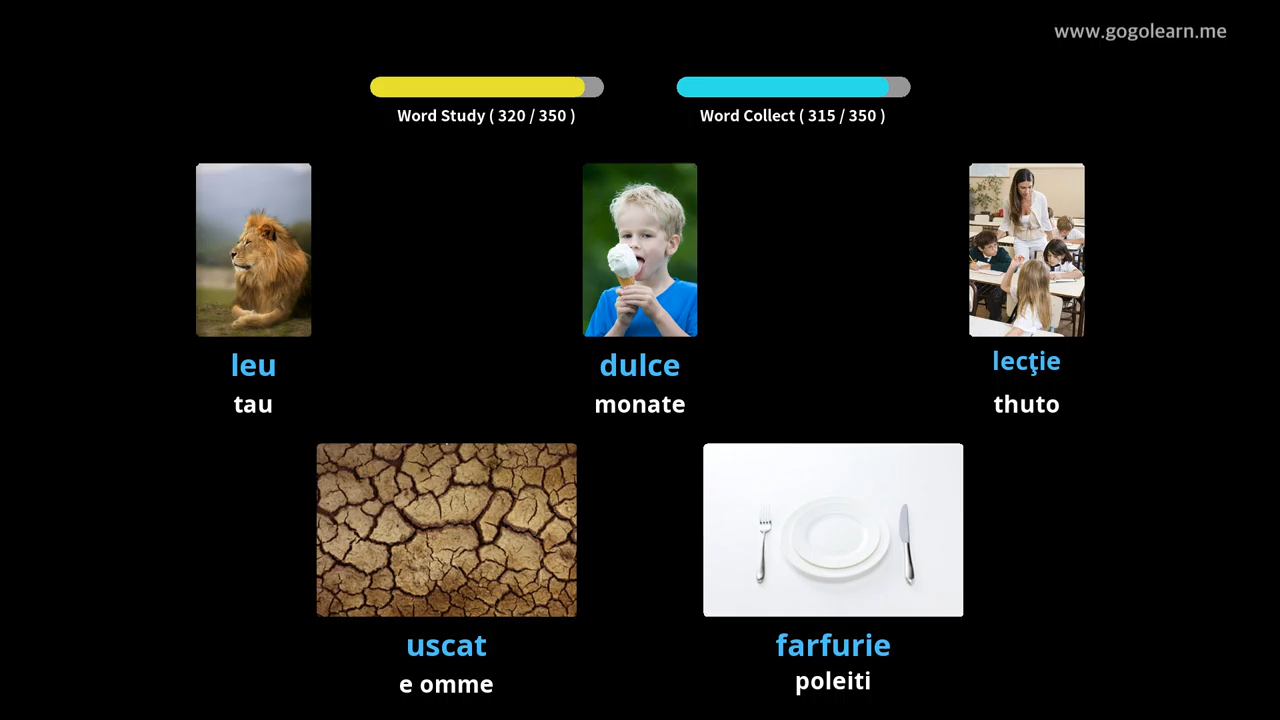 www.gogolearn.me
Word Study ( 320 / 350 )
Word Collect ( 315 / 350 )
leu
dulce
lecţie
tau
monate
thuto
uscat
farfurie
e omme
poleiti